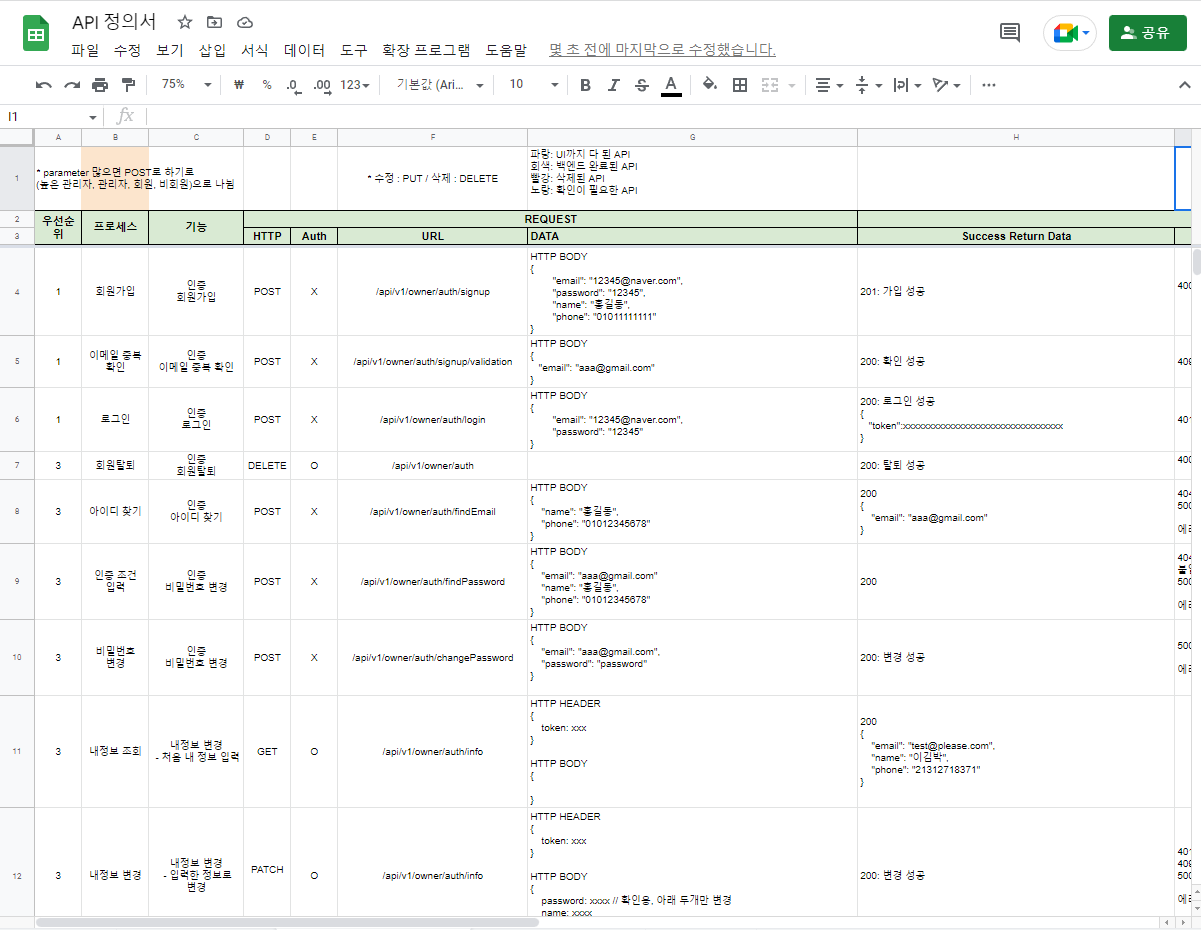 API 정의서
파일 수정 보기 삽입 서식 데이터 도구 확장 프로그램 도움말 몇 초 전에 마지막으로 수정했습니다.
공유
75% ₩ % .0 .00 123 기본값 (Ari... 10 B I S A
I1 fx
A B C D E F G H
1
* parameter 많으면 POST로 하기로
(높은 관리자, 관리자, 회원, 비회원)으로 나뉨
* 수정 : PUT / 삭제 : DELETE
파랑: UI까지 다 된 API
회색: 백엔드 완료된 API
빨강: 삭제된 API
노랑: 확인이 필요한 API
2 우선순위 프로세스 기능 REQUEST
3 HTTP Auth URL DATA Success Return Data
4 1 회원가입
인증
회원가입
POST X /api/v1/owner/auth/signup
HTTP BODY
{
"email": "12345@naver.com",
"password": "12345",
"name": "홍길동",
"phone": "01011111111"
}
201: 가입 성공
400
5 1
이메일 중복
확인
인증
이메일 중복 확인
POST X /api/v1/owner/auth/signup/validation
HTTP BODY
{
"email": "aaa@gmail.com"
}
200: 확인 성공
409
6 1 로그인
인증
로그인
POST X /api/v1/owner/auth/login
HTTP BODY
{
"email": "12345@naver.com",
"password": "12345"
}
200: 로그인 성공
{
"token":xxxxxxxxxxxxxxxxxxxxxxxxxxxxxxxx
}
401
7 3 회원탈퇴
인증
회원탈퇴
DELETE O /api/v1/owner/auth
200: 탈퇴 성공
400
8 3 아이디 찾기
인증
아이디 찾기
POST X /api/v1/owner/auth/findEmail
HTTP BODY
{
"name": "홍길동",
"phone": "01012345678"
}
200
{
"email": "aaa@gmail.com"
}
404
500
9 3
인증 조건
입력
인증
비밀번호 변경
POST X /api/v1/owner/auth/findPassword
HTTP BODY
{
"email": "aaa@gmail.com"
"name": "홍길동",
"phone": "01012345678"
}
200
404
500
10 3
비밀번호
변경
인증
비밀번호 변경
POST X /api/v1/owner/auth/changePassword
HTTP BODY
{
"email": "aaa@gmail.com",
"password": "password"
}
200: 변경 성공
500
11 3 내정보 조회
내정보 변경
- 처음 내 정보 입력
GET O /api/v1/owner/auth/info
HTTP HEADER
{
token: xxx
}
HTTP BODY
{
}
200
{
"email": "test@please.com",
"name": "이김박",
"phone": "21312718371"
}
12 3 내정보 변경
내정보 변경
- 입력한 정보로
변경
PATCH O /api/v1/owner/auth/info
HTTP HEADER
{
token: xxx
}
HTTP BODY
{
password: xxxx // 확인용, 아래 두개만 변경
name: xxxx
200: 변경 성공
401
409
500